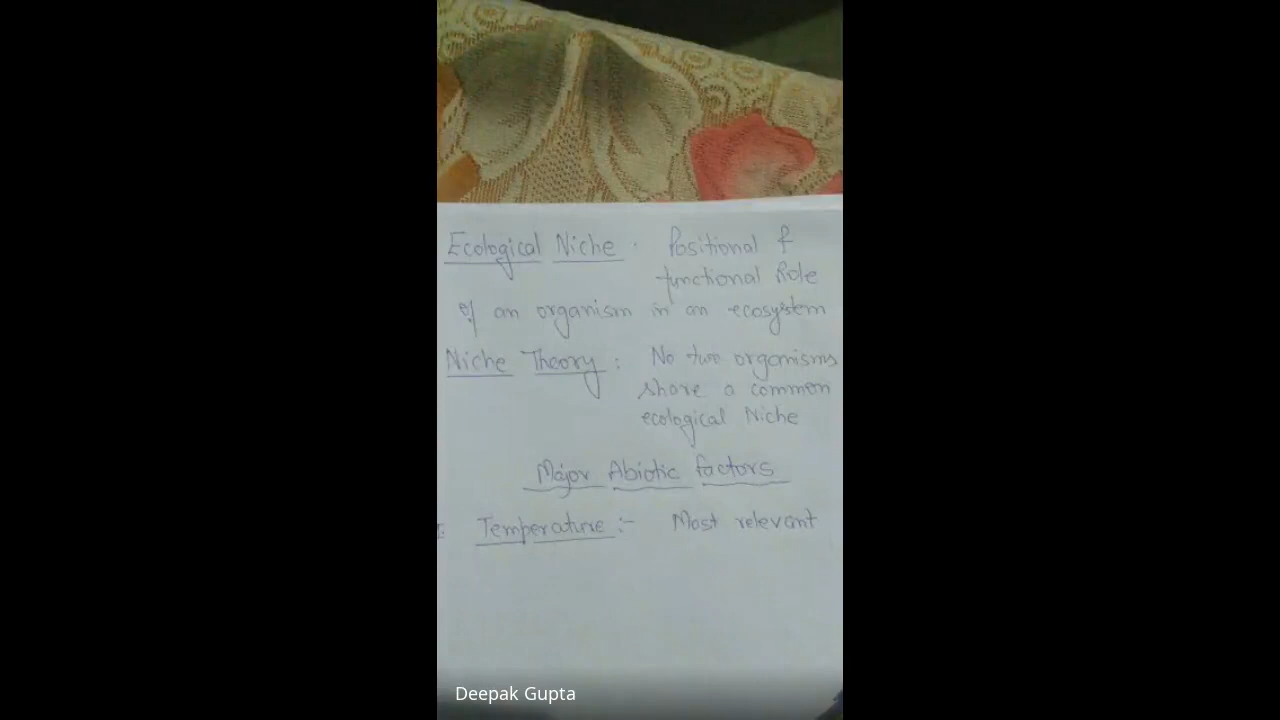 Ecological Niche : Positional &
functional Role
of an organism in an ecosystem
Niche Theory : No two organisms
share a common
ecological Niche
Major Abiotic factors
I. Temperature :- Most relevant
Deepak Gupta